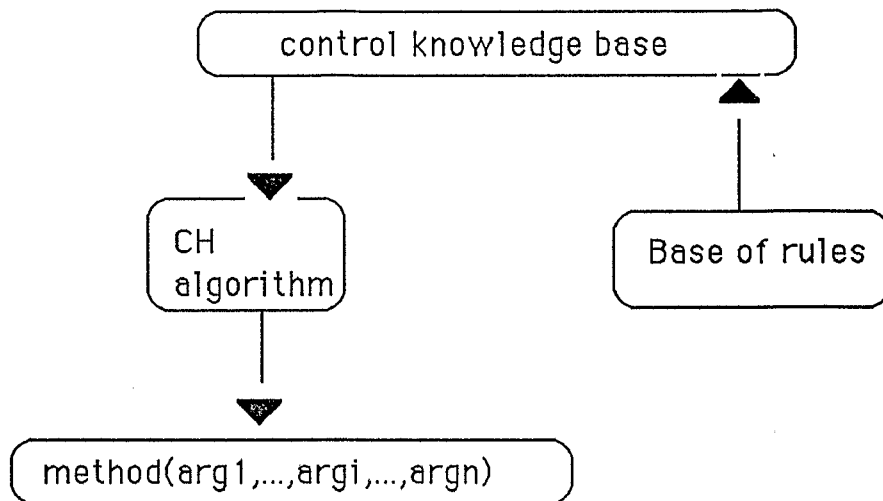 control knowledge base
CH
algorithm
Base of rules
method(arg1,...,argi,...,argn)